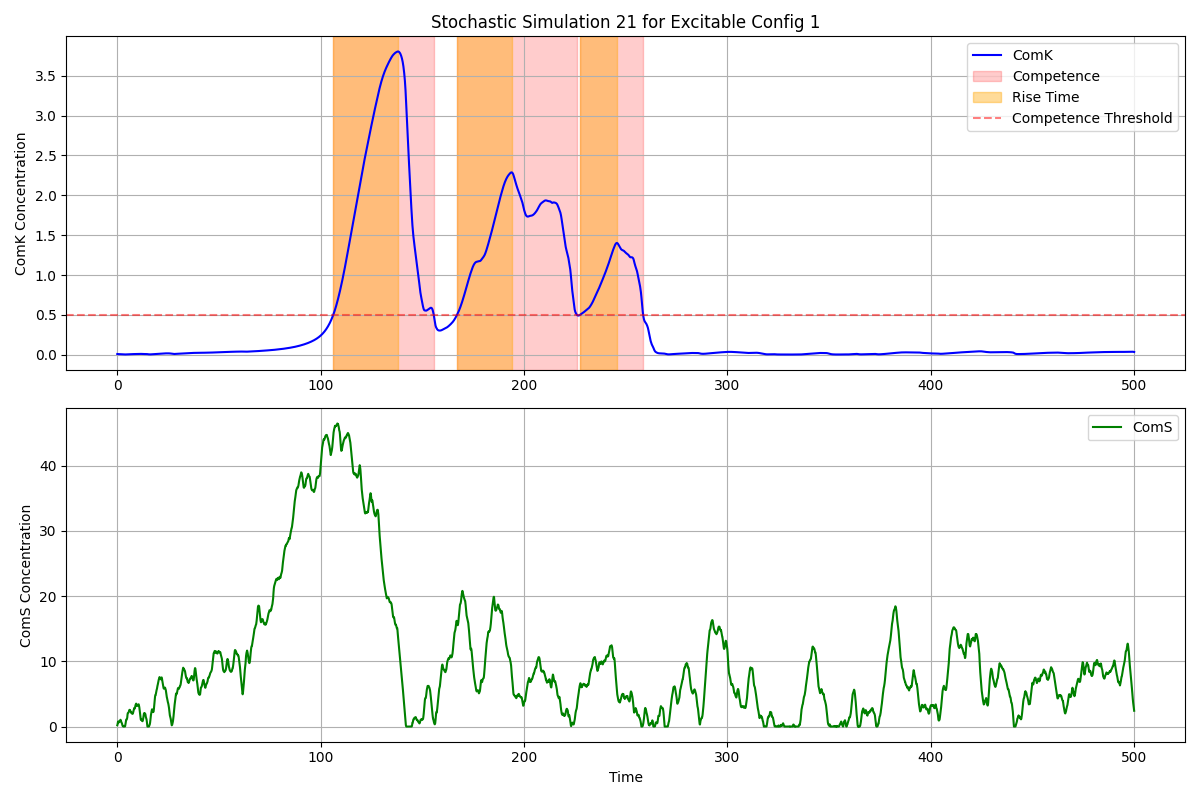 Stochastic Simulation 21 for Excitable Config 1
ComK Concentration
3.5
3.0
2.5
2.0
1.5
1.0
0.5
0.0
ComK
Competence
Rise Time
Competence Threshold
0 100 200 300 400 500
ComS Concentration
40
30
20
10
0
ComS
0 100 200 300 400 500
Time